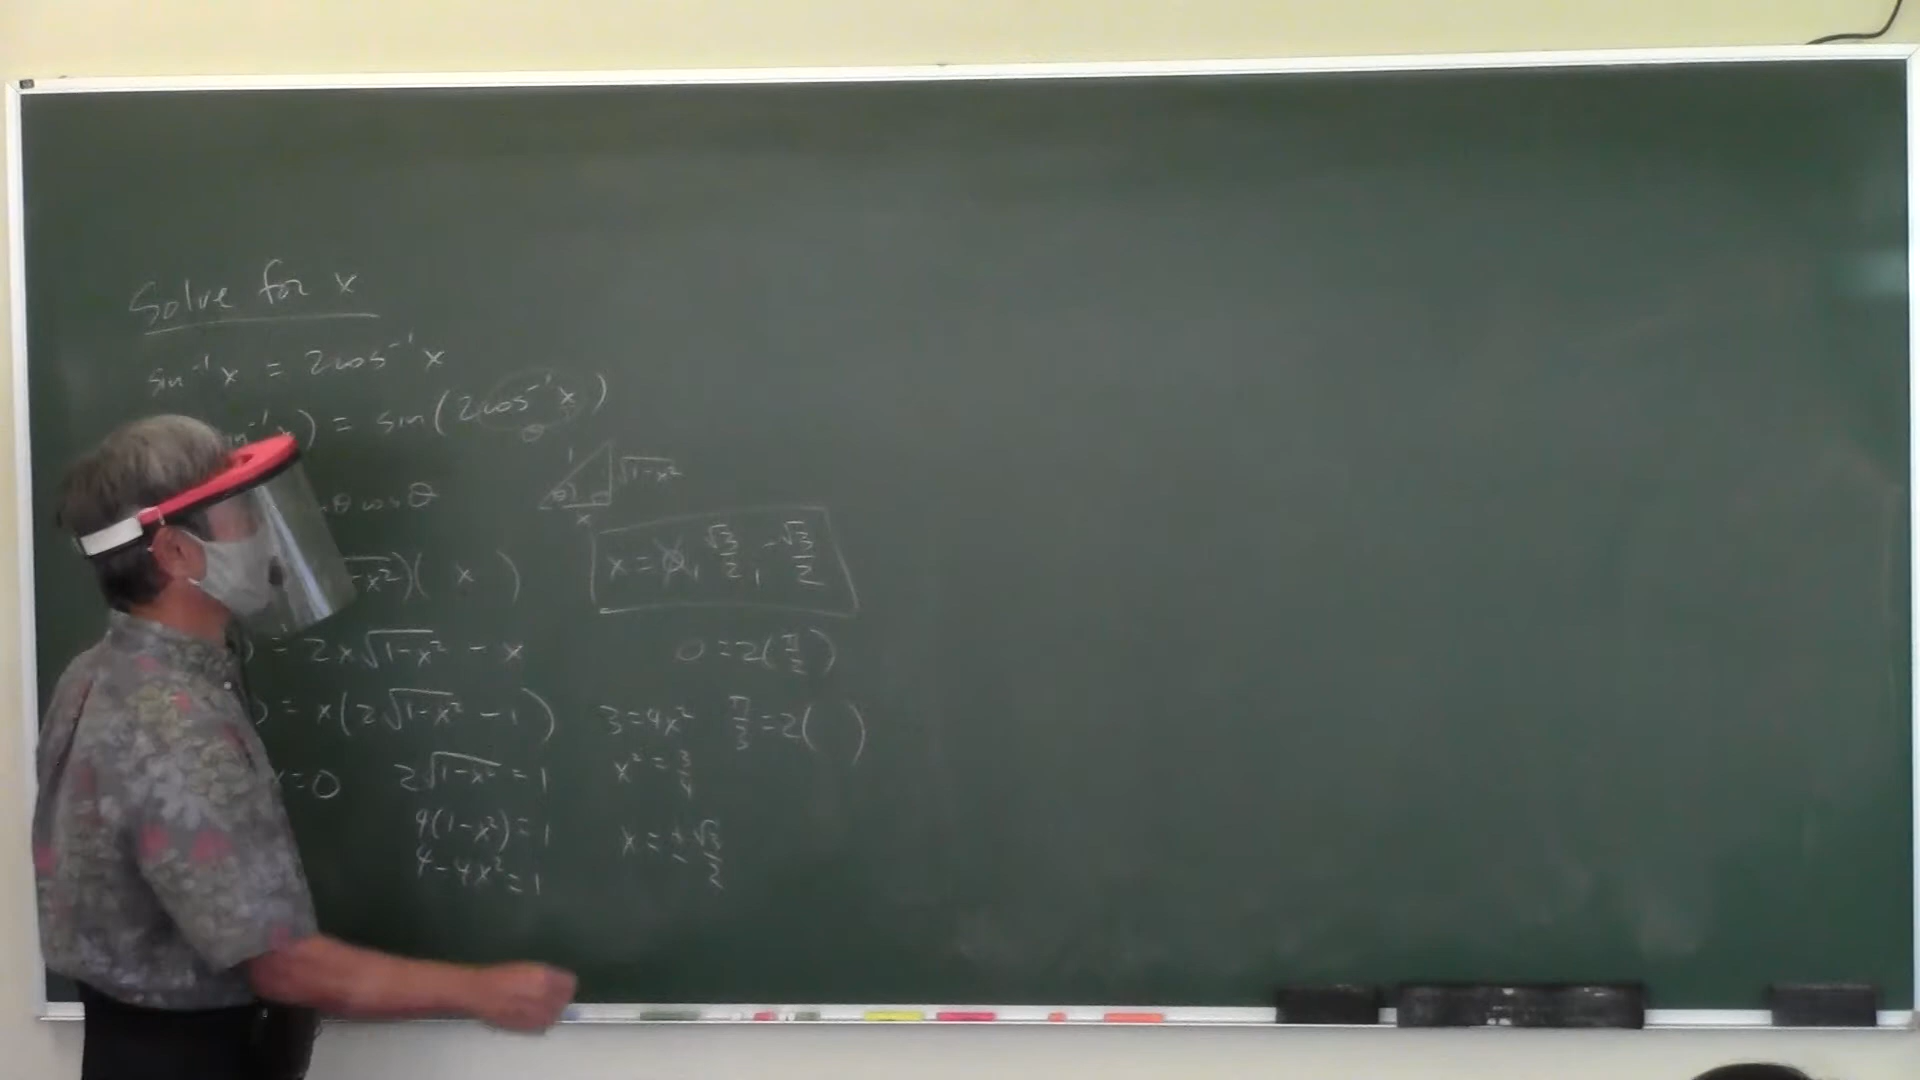 Solve for x
sin⁻¹x = 2cos⁻¹x
) = sin(2cos⁻¹x)
θ
1 √1-x²
θ
x
θ cos θ
x = 0, √3/2, -√3/2
-x²)( x )
0 = 2(π/2)
= 2x√1-x² - x
) = x(2√1-x² - 1)
3 = 4x²
π/3 = 2( )
x² = 3/4
=0
2√1-x² = 1
4(1-x²) = 1
x = ±√3/2
4-4x² = 1